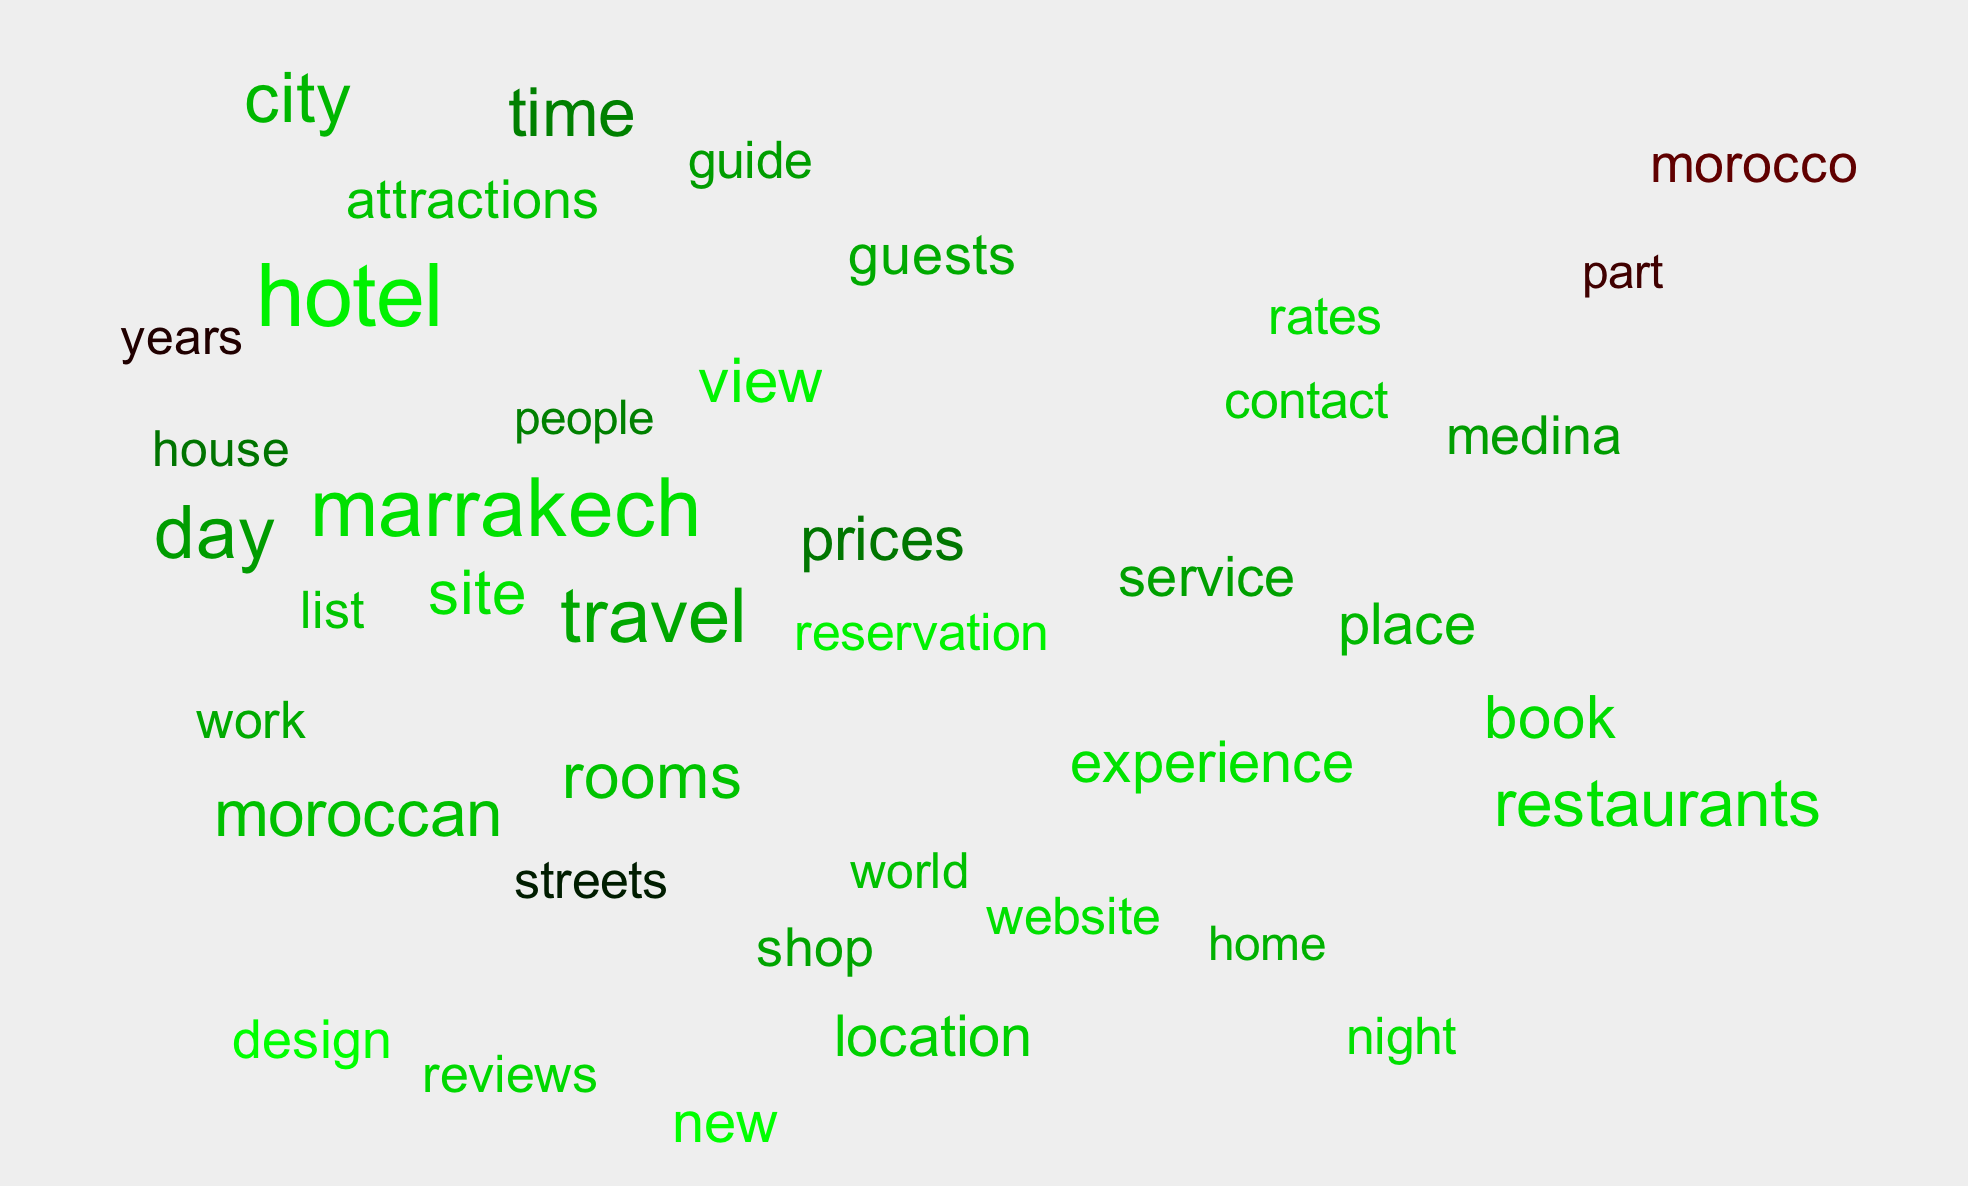 city
time
guide
morocco
attractions
guests
part
hotel
rates
years
view
contact
people
medina
house
marrakech
day
prices
service
site
list
travel
reservation
place
work
book
experience
rooms
restaurants
moroccan
world
streets
website
shop
home
design
location
night
reviews
new